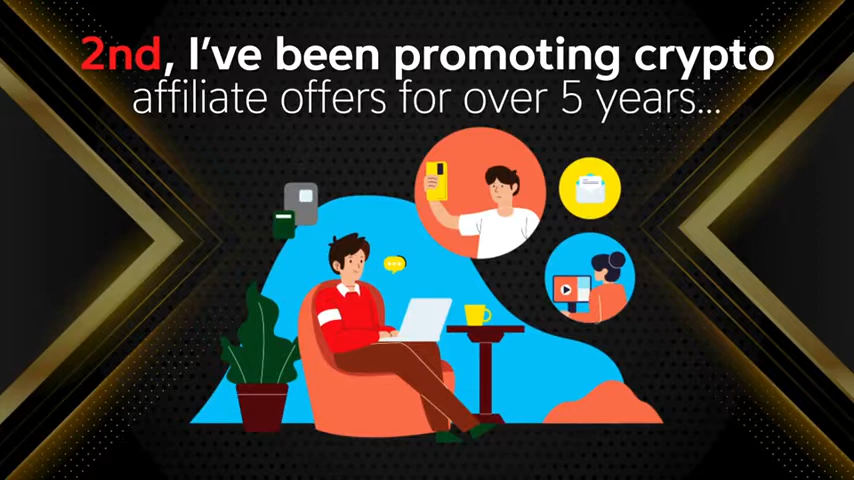 2nd, I’ve been promoting crypto
affiliate offers for over 5 years...